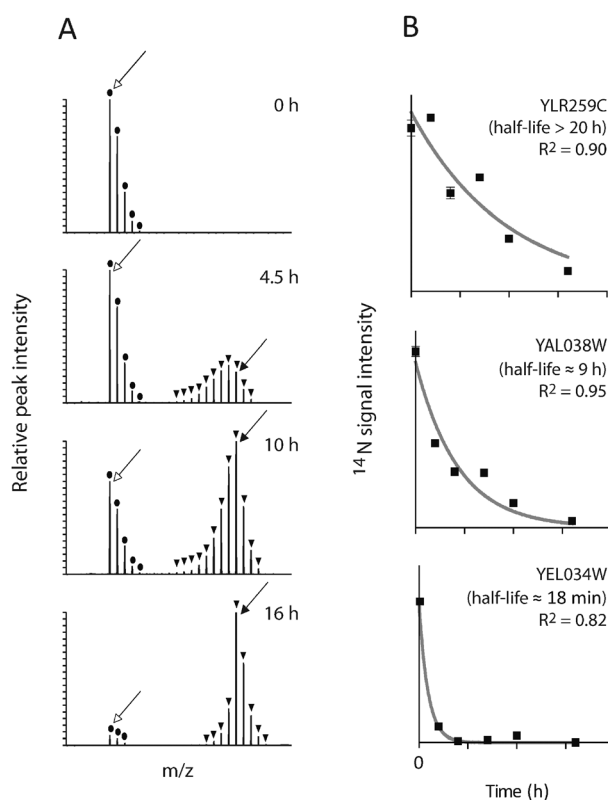 A
B
0 h
4.5 h
10 h
16 h
Relative peak intensity
m/z
YLR259C
(half-life > 20 h)
R² = 0.90
YAL038W
(half-life ≈ 9 h)
R² = 0.95
YEL034W
(half-life ≈ 18 min)
R² = 0.82
¹⁴N signal intensity
0
Time (h)